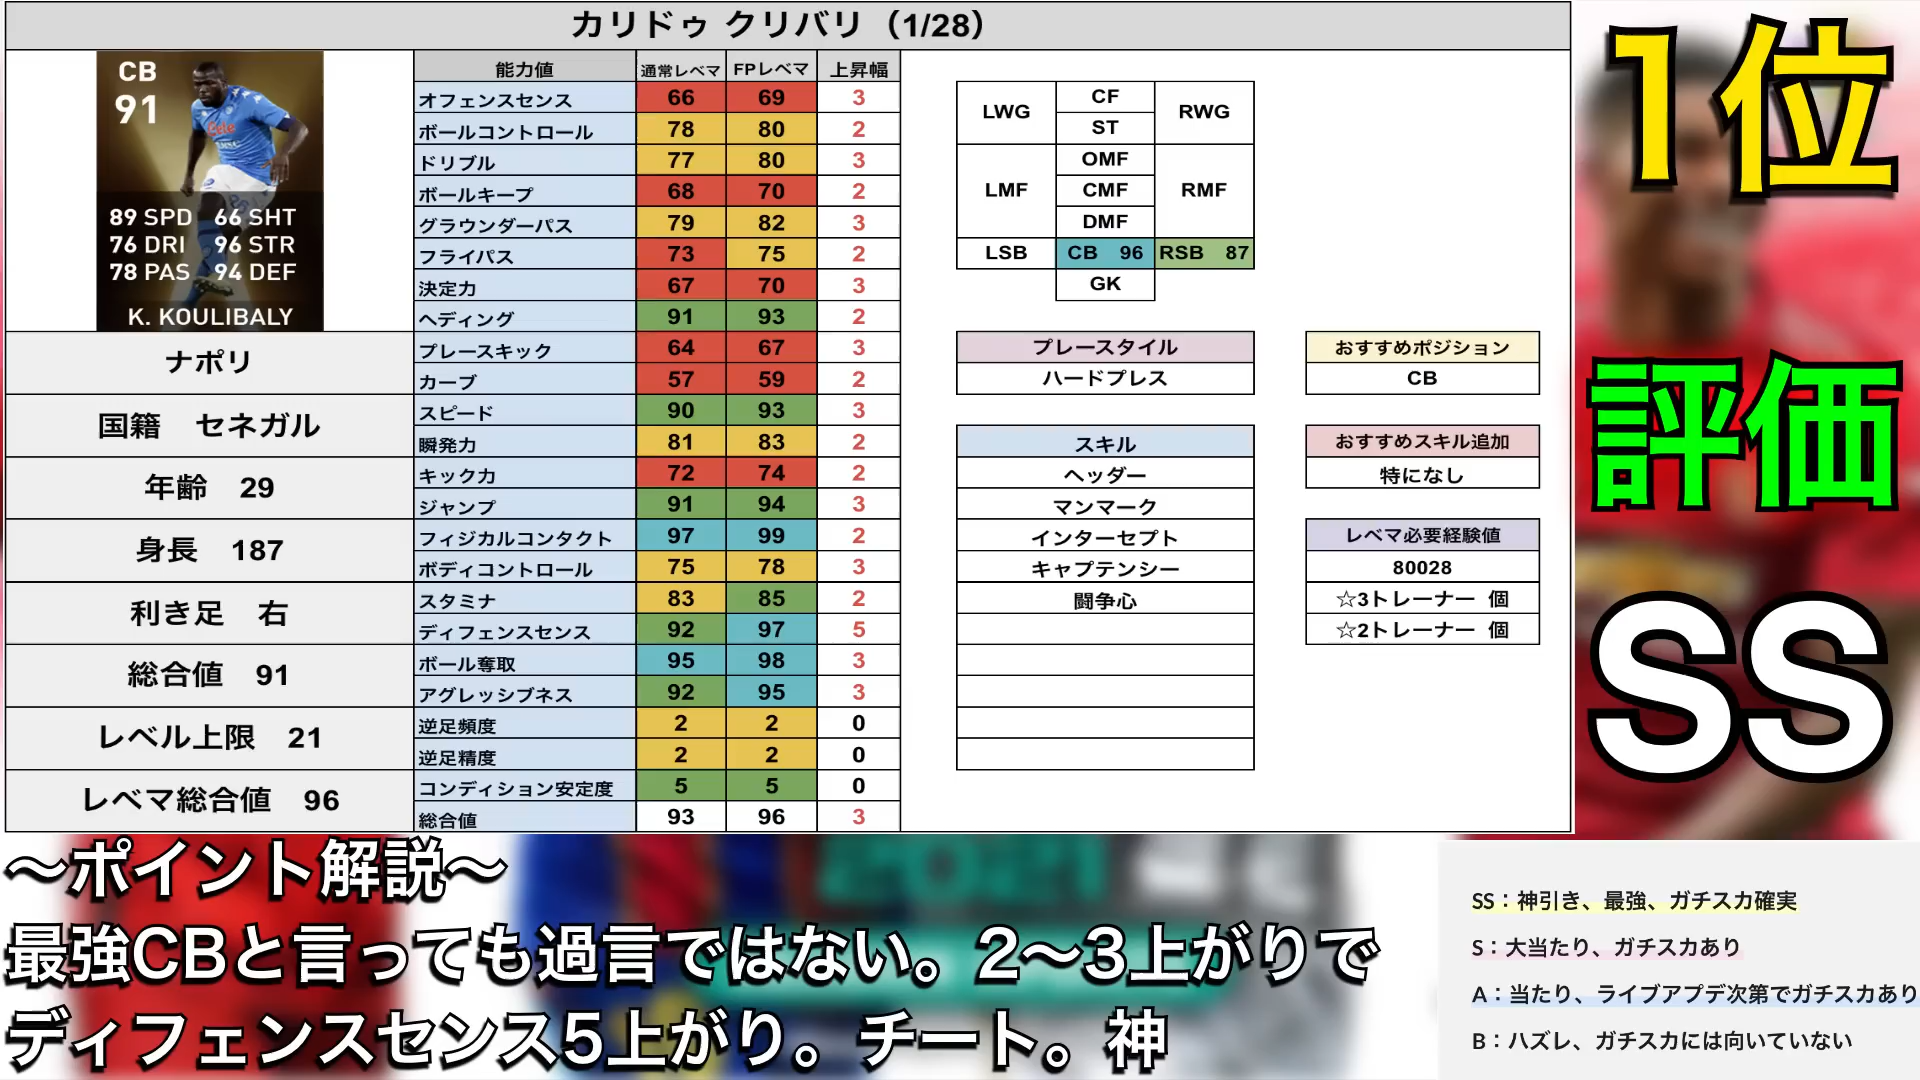 カリドゥ クリバリ（1/28）
CB
91
89 SPD 66 SHT
76 DRI 96 STR
78 PAS 94 DEF
K. KOULIBALY
ナポリ
国籍 セネガル
年齢 29
身長 187
利き足 右
総合値 91
レベル上限 21
レベマ総合値 96
能力値 通常レベマ FPレベマ 上昇幅
オフェンスセンス 66 69 3
ボールコントロール 78 80 2
ドリブル 77 80 3
ボールキープ 68 70 2
グラウンダーパス 79 82 3
フライパス 73 75 2
決定力 67 70 3
ヘディング 91 93 2
プレースキック 64 67 3
カーブ 57 59 2
スピード 90 93 3
瞬発力 81 83 2
キック力 72 74 2
ジャンプ 91 94 3
フィジカルコンタクト 97 99 2
ボディコントロール 75 78 3
スタミナ 83 85 2
ディフェンスセンス 92 97 5
ボール奪取 95 98 3
アグレッシブネス 92 95 3
逆足頻度 2 2 0
逆足精度 2 2 0
コンディション安定度 5 5 0
総合値 93 96 3
LWG CF RWG
ST
OMF
LMF CMF RMF
DMF
LSB CB 96 RSB 87
GK
プレースタイル
ハードプレス
スキル
ヘッダー
マンマーク
インターセプト
キャプテンシー
闘争心
おすすめポジション
CB
おすすめスキル追加
特になし
レベマ必要経験値
80028
☆3トレーナー 個
☆2トレーナー 個
1位
評価
SS
～ポイント解説～
最強CBと言っても過言ではない。2～3上がりで
ディフェンスセンス5上がり。チート。神
SS：神引き、最強、ガチスカ確実
S：大当たり、ガチスカあり
A：当たり、ライブアプデ次第でガチスカあり
B：ハズレ、ガチスカには向いていない